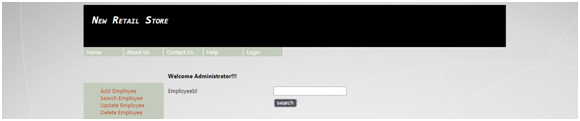 New Retail Store
Home About Us Contact Us Help Login
Welcome Administrator!!!
Add Employee
Search Employee
Update Employee
Delete Employee
EmployeeId
search